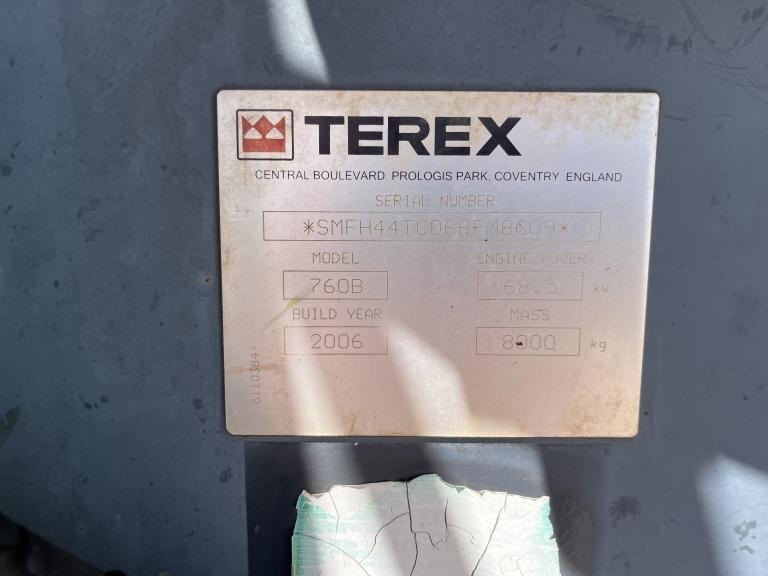 TEREX
CENTRAL BOULEVARD. PROLOGIS PARK, COVENTRY ENGLAND
SERIAL NUMBER
*SMFH44TC06BFM8609*
MODEL ENGINE POWER
760B 68.5 kW
BUILD YEAR MASS
2006 8000 kg
6110384